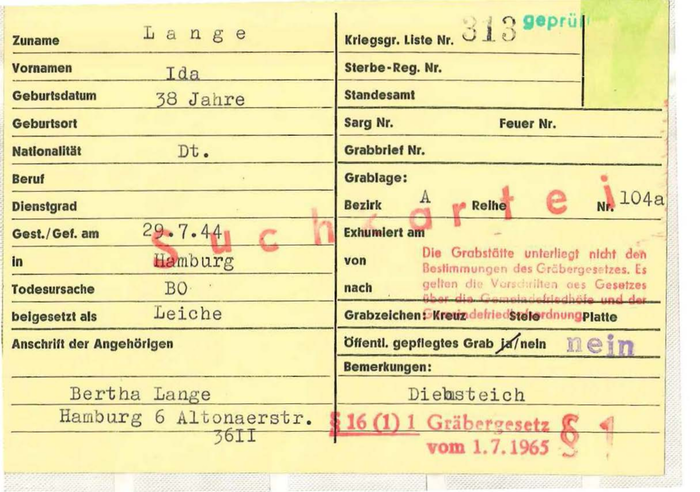 Zuname Lange
Vornamen Ida
Geburtsdatum 38 Jahre
Geburtsort
Nationalität Dt.
Beruf
Dienstgrad
Gest./Gef. am 29.7.44
in Hamburg
Todesursache BO
beigesetzt als Leiche
Anschrift der Angehörigen
Bertha Lange
Hamburg 6 Altonaerstr.
36II
Kriegsgr. Liste Nr. 313 geprüf
Sterbe-Reg. Nr.
Standesamt
Sarg Nr. Feuer Nr.
Grabbrief Nr.
Grablage:
Bezirk A Reihe Nr. 104a
Suchkartei
Exhumiert am
von
nach
Die Grabstätte unterliegt nicht den
Bestimmungen des Gräbergesetzes. Es
gelten die Vorschriften des Gesetzes
über die Gemeindefriedhöfe und der
Gemeindefriedhofsordnung
Grabzeichen: Kreuz Stele Platte
Öffentl. gepflegtes Grab ja/nein nein
Bemerkungen:
Diebsteich
§ 16 (1) 1 Gräbergesetz § 1
vom 1.7.1965